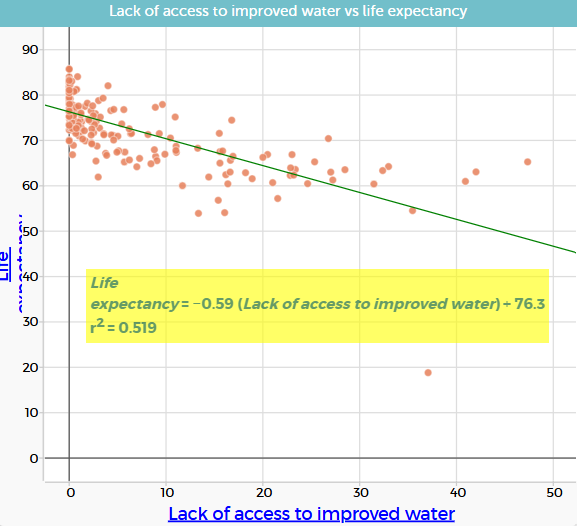 Lack of access to improved water vs life expectancy
90
80
70
60
50
40
30
20
10
0
Life
expectancy
Life
expectancy = −0.59 (Lack of access to improved water) + 76.3
r² = 0.519
0 10 20 30 40 50
Lack of access to improved water